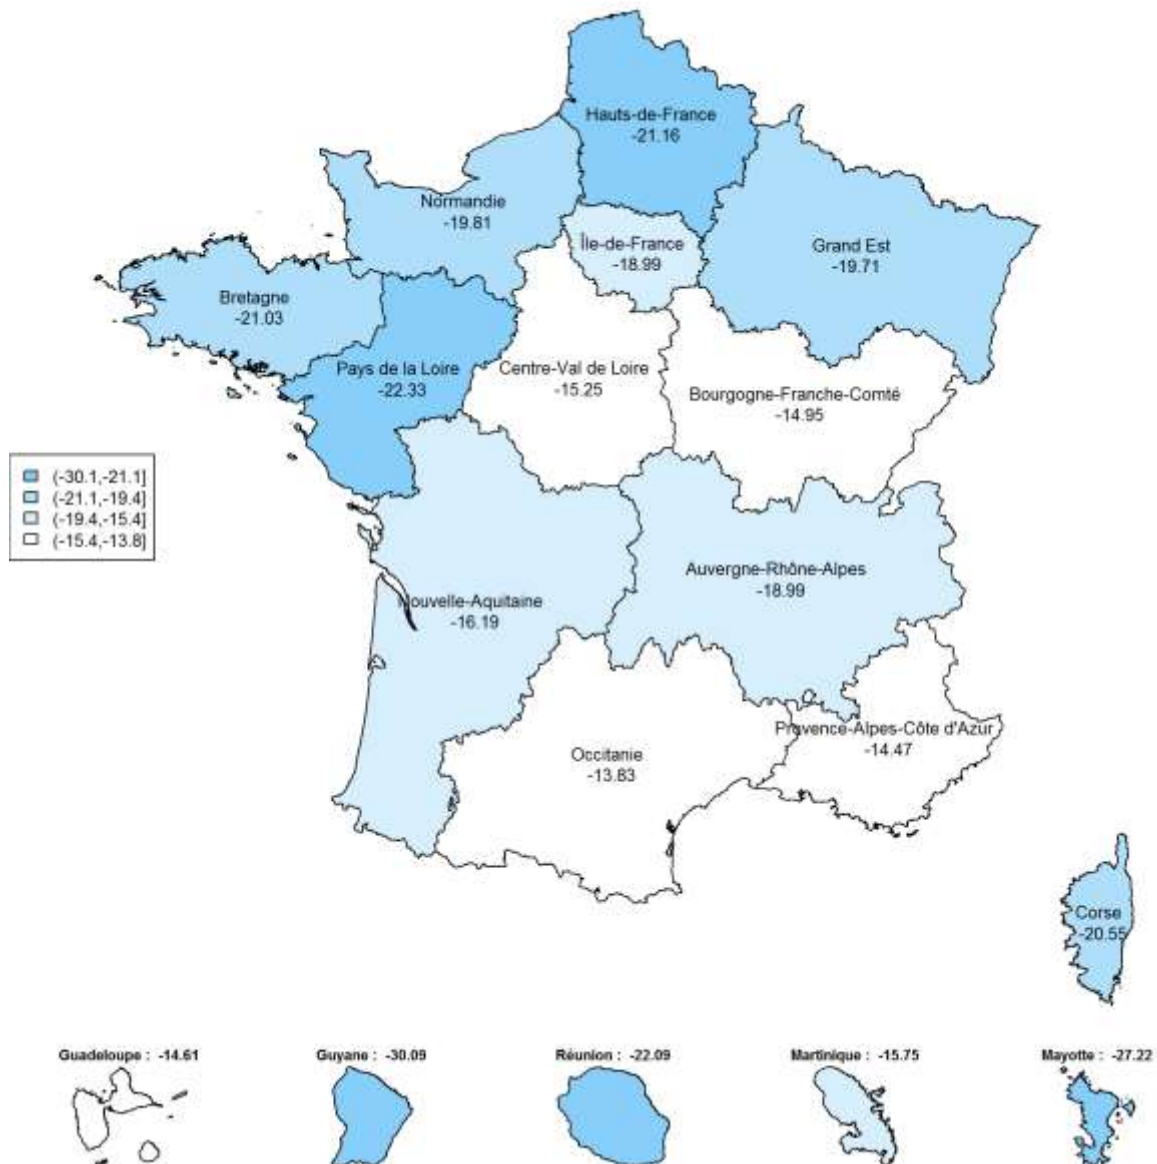 Hauts-de-France
-21.16
Normandie
-19.81
Île-de-France
-18.99
Grand Est
-19.71
Bretagne
-21.03
Pays de la Loire
-22.33
Centre-Val de Loire
-15.25
Bourgogne-Franche-Comté
-14.95
(-30.1,-21.1]
(-21.1,-19.4]
(-19.4,-15.4]
(-15.4,-13.8]
Auvergne-Rhône-Alpes
-18.99
Nouvelle-Aquitaine
-16.19
Provence-Alpes-Côte d'Azur
-14.47
Occitanie
-13.83
Corse
-20.55
Guadeloupe : -14.61
Guyane : -30.09
Réunion : -22.09
Martinique : -15.75
Mayotte : -27.22